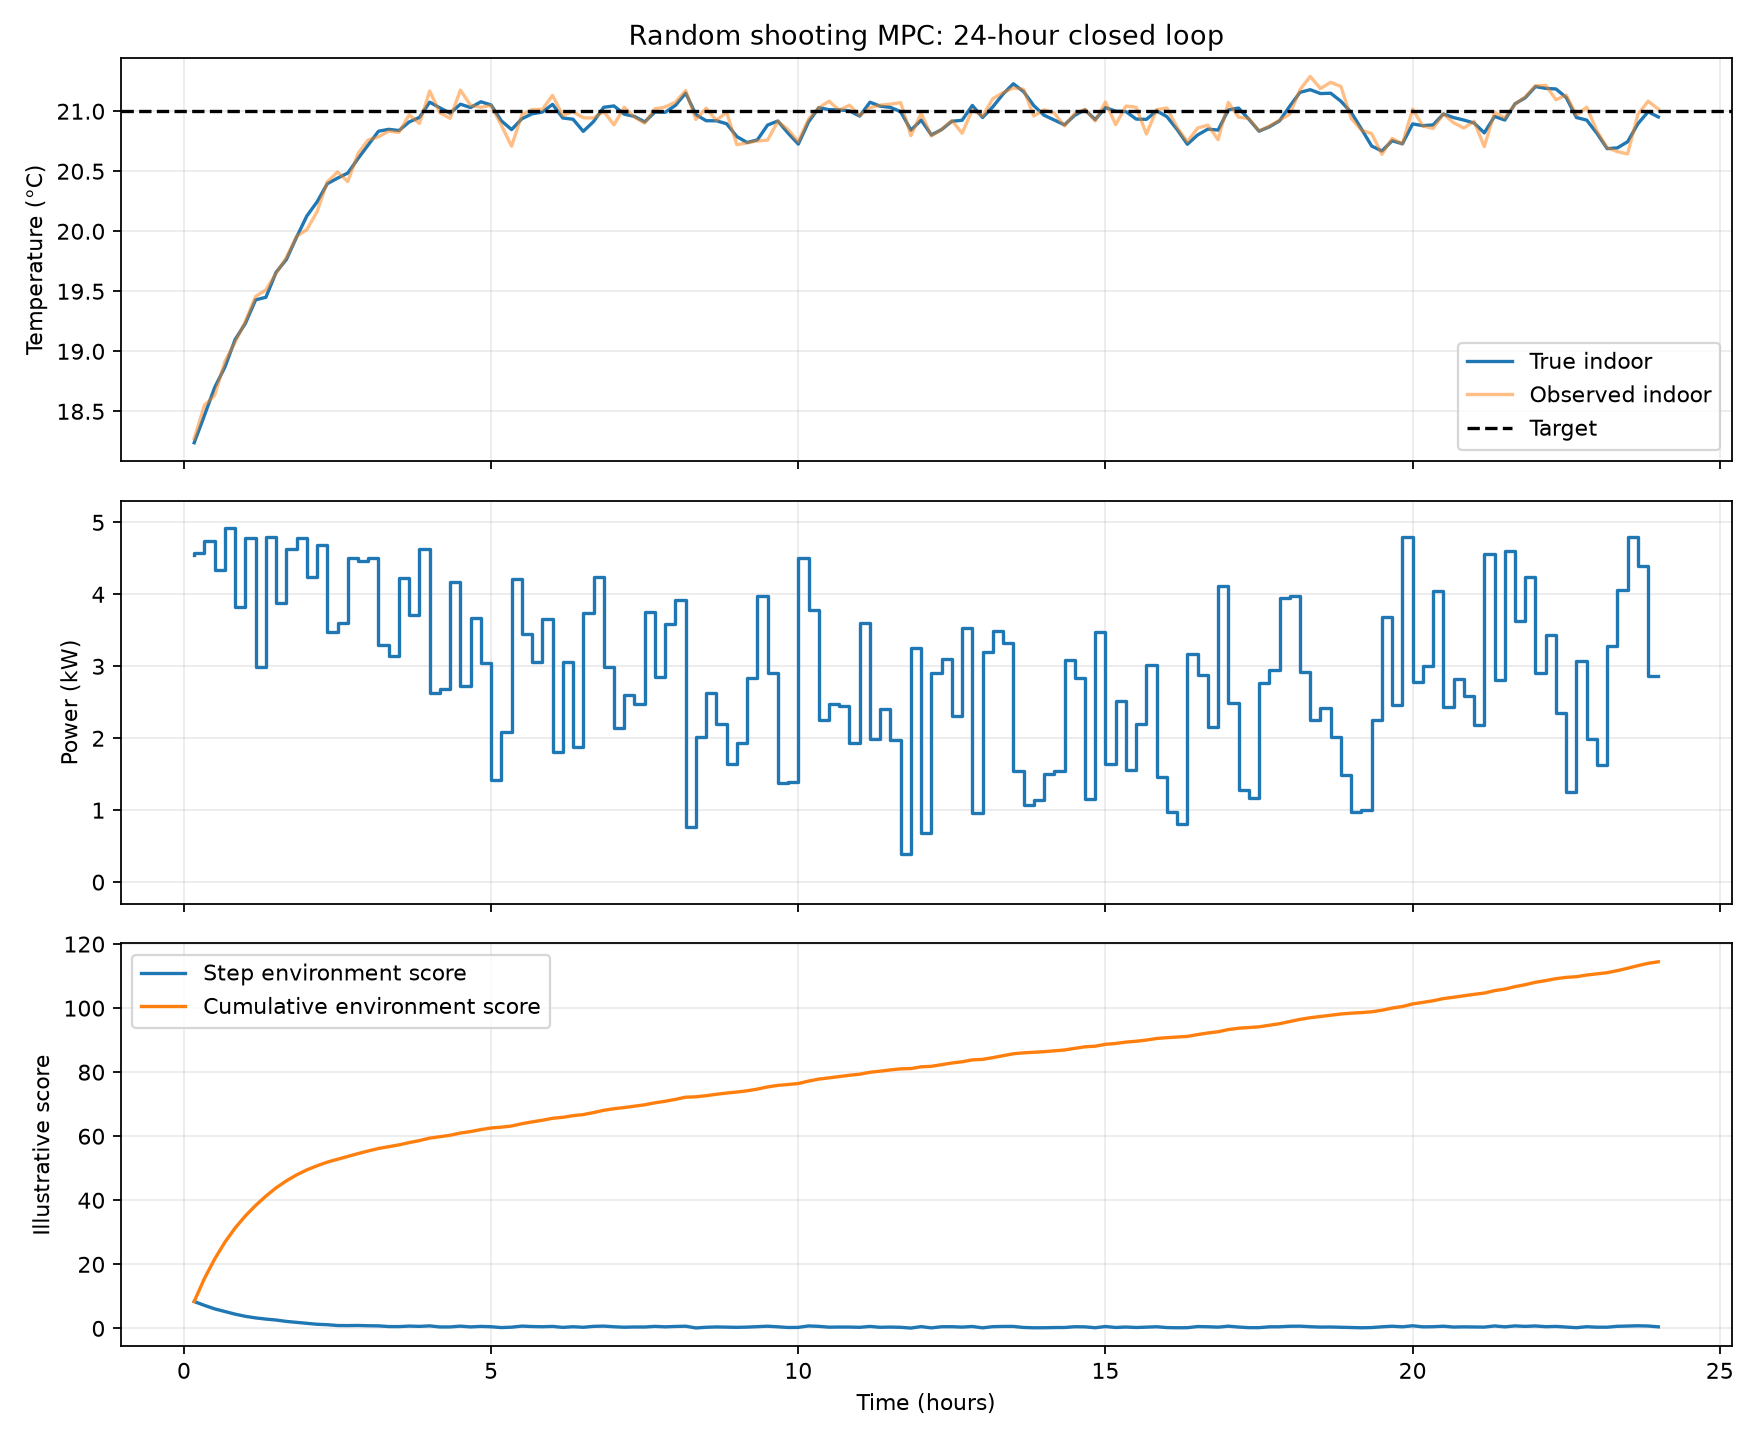 Random shooting MPC: 24-hour closed loop
Temperature (°C)
21.0
20.5
20.0
19.5
19.0
18.5
True indoor
Observed indoor
Target
Power (kW)
5
4
3
2
1
0
Illustrative score
120
100
80
60
40
20
0
Step environment score
Cumulative environment score
0 5 10 15 20 25
Time (hours)